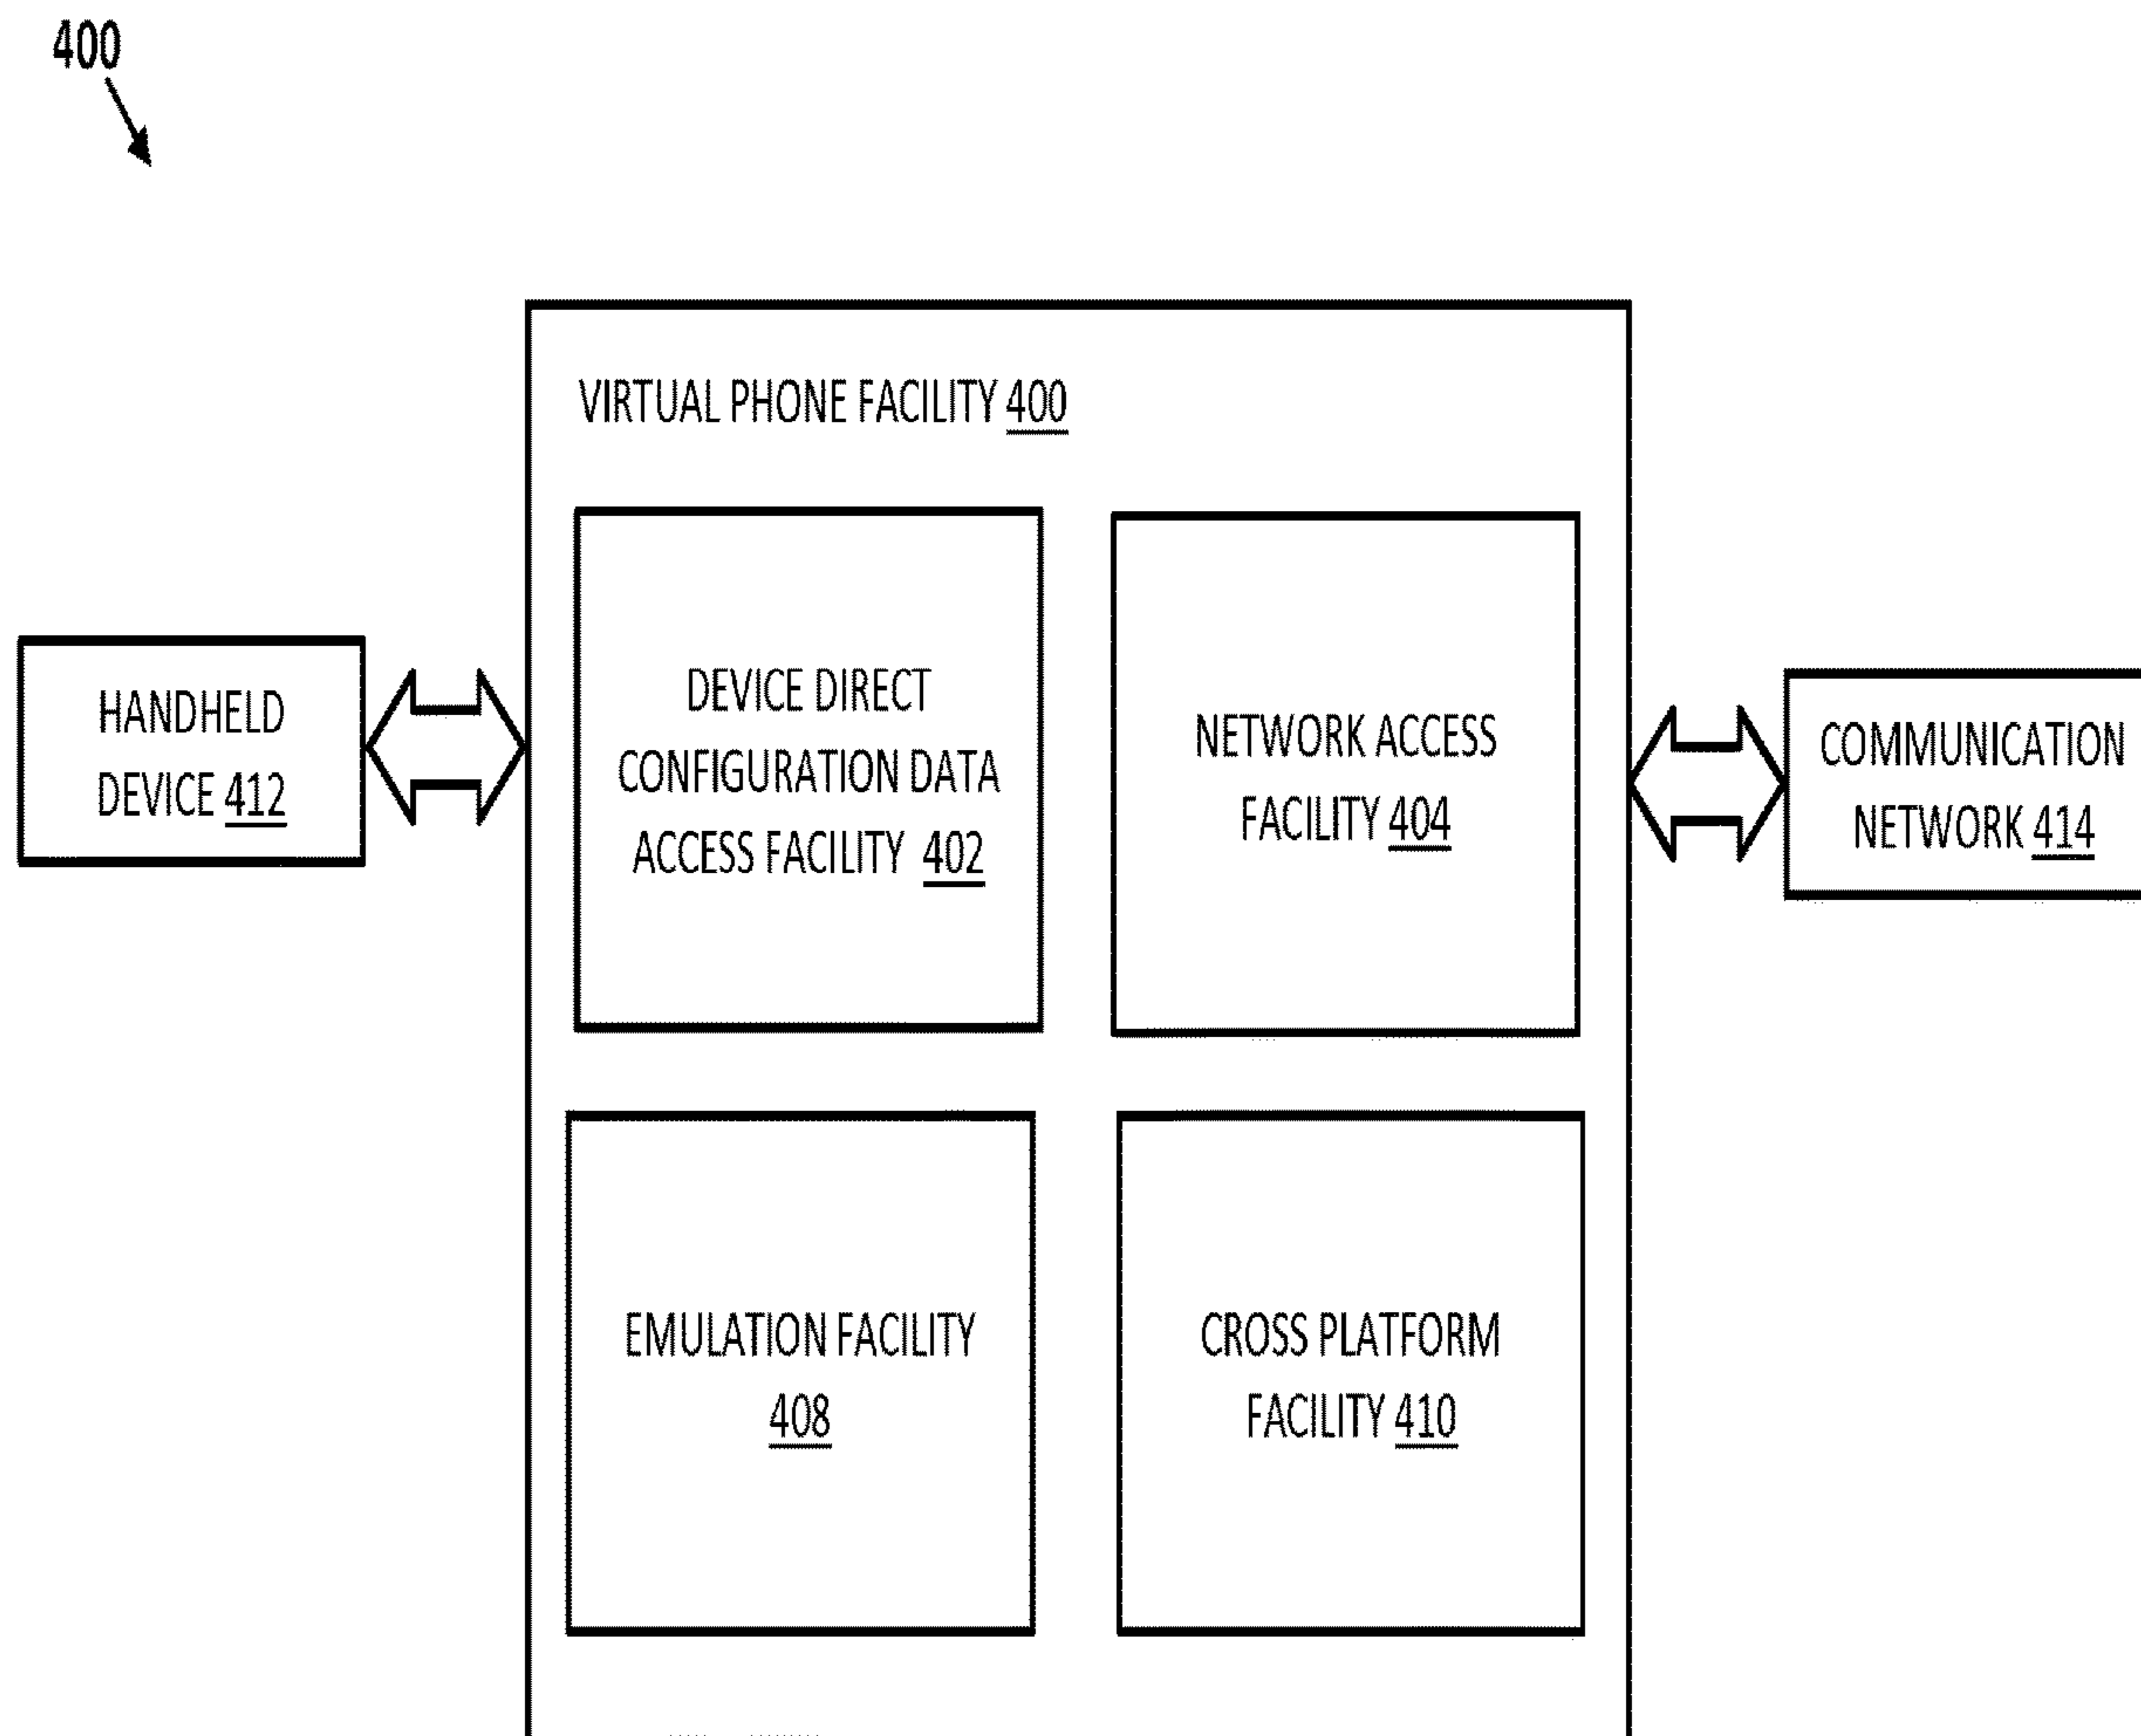 400
VIRTUAL PHONE FACILITY 400
HANDHELD
DEVICE 412
DEVICE DIRECT
CONFIGURATION DATA
ACCESS FACILITY 402
NETWORK ACCESS
FACILITY 404
COMMUNICATION
NETWORK 414
EMULATION FACILITY
408
CROSS PLATFORM
FACILITY 410